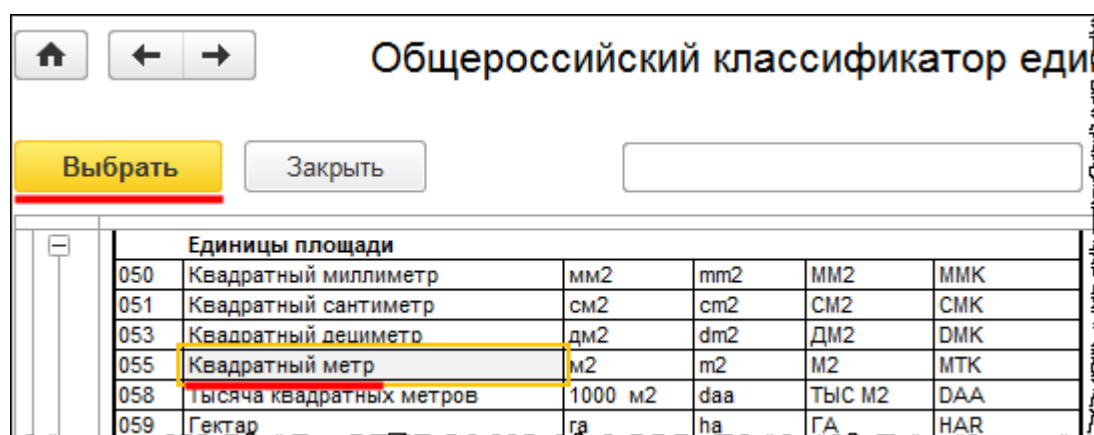 Общероссийский классификатор еди
Выбрать Закрыть
Единицы площади
050 Квадратный миллиметр мм2 mm2 ММ2 MMK
051 Квадратный сантиметр см2 cm2 СМ2 CMK
053 Квадратный дециметр дм2 dm2 ДМ2 DMK
055 Квадратный метр м2 m2 М2 MTK
058 Тысяча квадратных метров 1000 м2 daa ТЫС М2 DAA
059 Гектар га ha ГА HAR